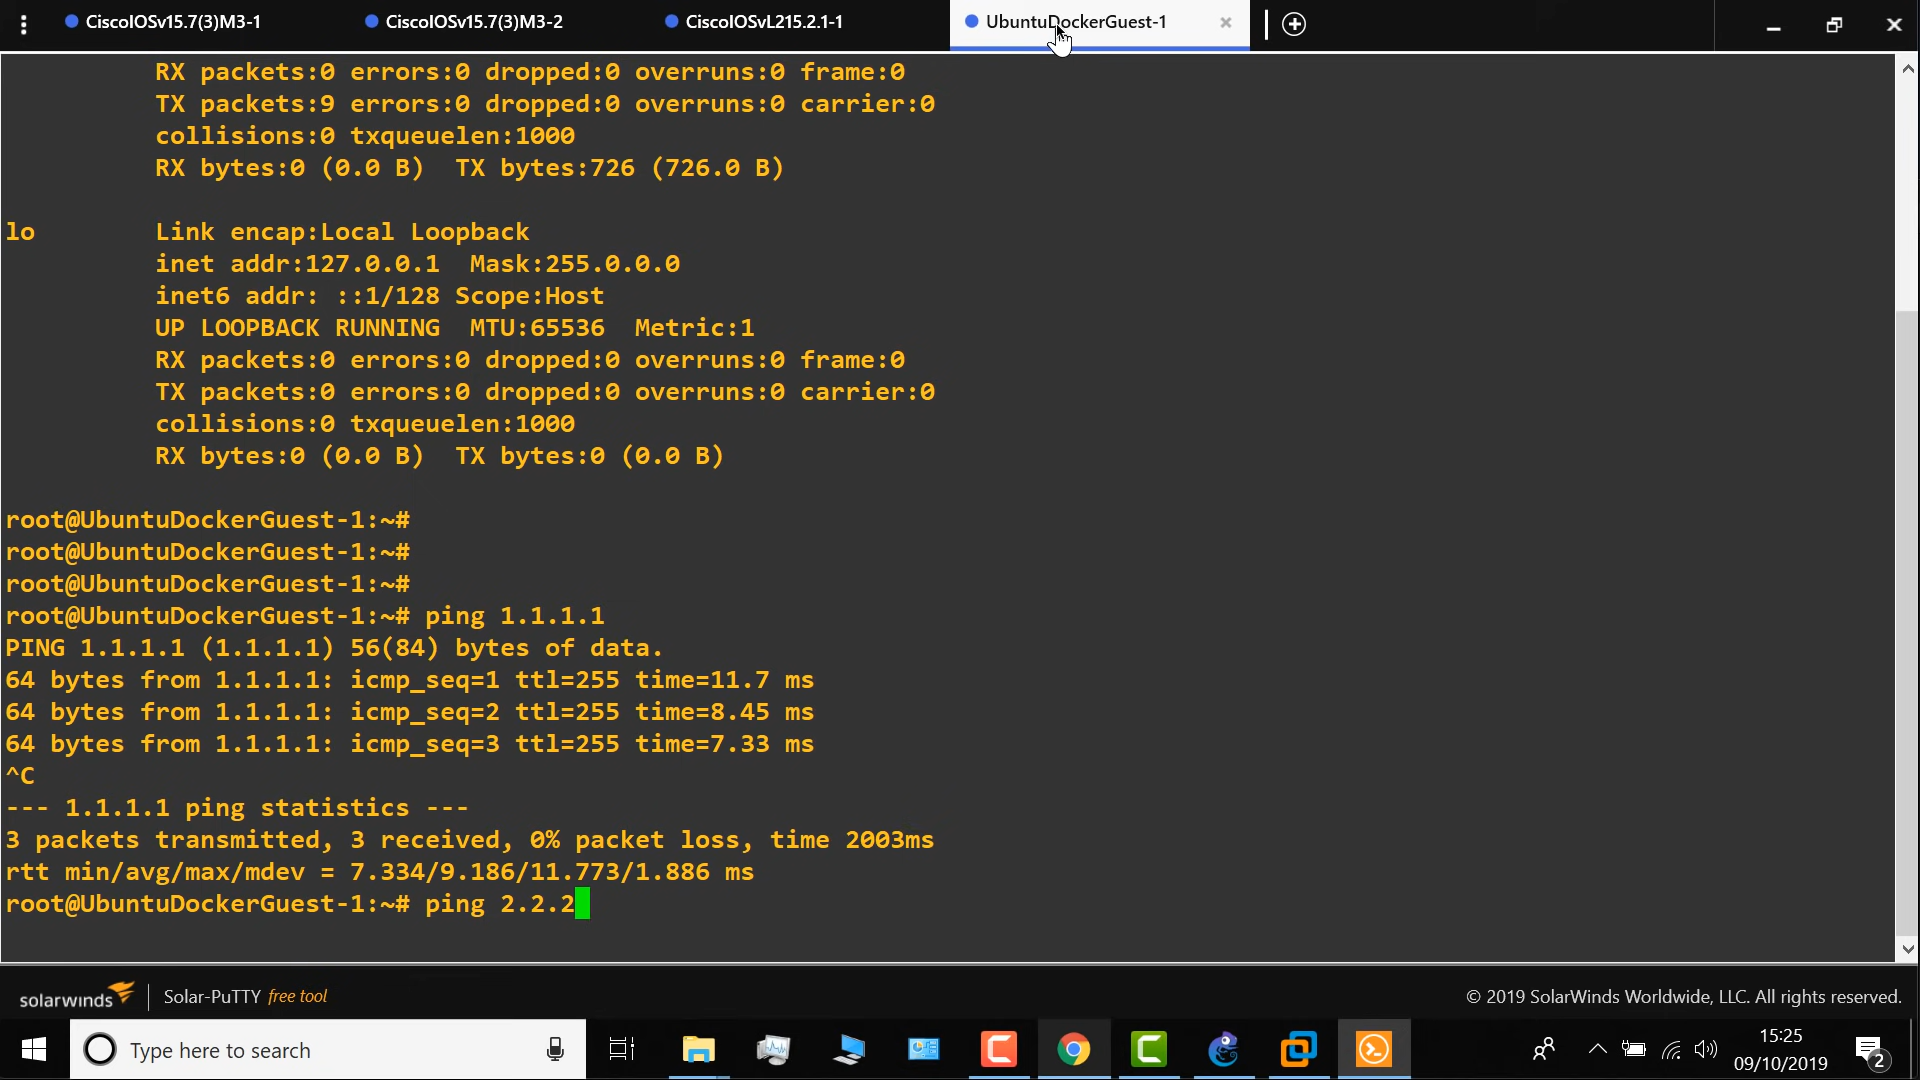 CiscoIOSv15.7(3)M3-1
CiscoIOSv15.7(3)M3-2
CiscoIOSvL215.2.1-1
UbuntuDockerGuest-1
RX packets:0 errors:0 dropped:0 overruns:0 frame:0
TX packets:9 errors:0 dropped:0 overruns:0 carrier:0
collisions:0 txqueuelen:1000
RX bytes:0 (0.0 B)  TX bytes:726 (726.0 B)
lo        Link encap:Local Loopback
inet addr:127.0.0.1  Mask:255.0.0.0
inet6 addr: ::1/128 Scope:Host
UP LOOPBACK RUNNING  MTU:65536  Metric:1
RX packets:0 errors:0 dropped:0 overruns:0 frame:0
TX packets:0 errors:0 dropped:0 overruns:0 carrier:0
collisions:0 txqueuelen:1000
RX bytes:0 (0.0 B)  TX bytes:0 (0.0 B)
root@UbuntuDockerGuest-1:~#
root@UbuntuDockerGuest-1:~#
root@UbuntuDockerGuest-1:~#
root@UbuntuDockerGuest-1:~# ping 1.1.1.1
PING 1.1.1.1 (1.1.1.1) 56(84) bytes of data.
64 bytes from 1.1.1.1: icmp_seq=1 ttl=255 time=11.7 ms
64 bytes from 1.1.1.1: icmp_seq=2 ttl=255 time=8.45 ms
64 bytes from 1.1.1.1: icmp_seq=3 ttl=255 time=7.33 ms
^C
--- 1.1.1.1 ping statistics ---
3 packets transmitted, 3 received, 0% packet loss, time 2003ms
rtt min/avg/max/mdev = 7.334/9.186/11.773/1.886 ms
root@UbuntuDockerGuest-1:~# ping 2.2.2
solarwinds
Solar-PuTTY free tool
© 2019 SolarWinds Worldwide, LLC. All rights reserved.
Type here to search
15:25
09/10/2019
2